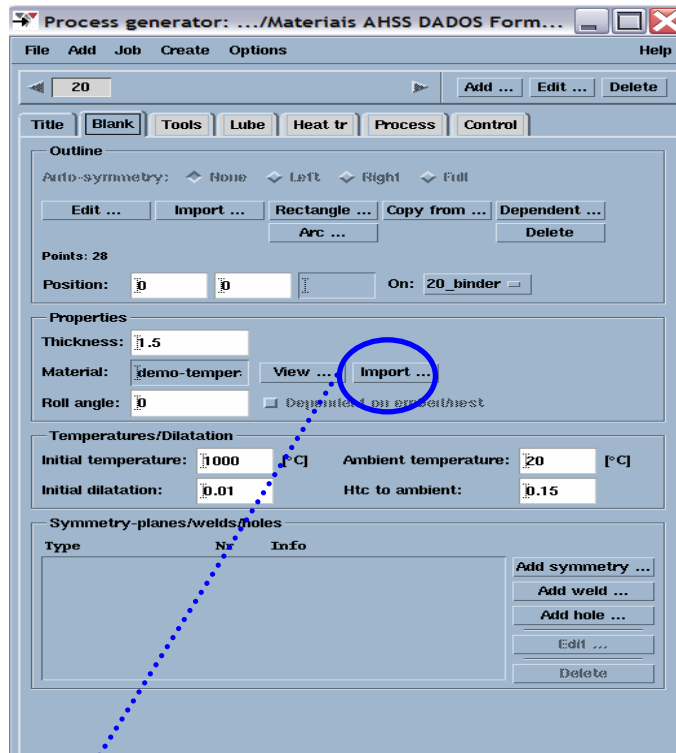 Process generator: .../Materiais AHSS DADOS Form...
File Add Job Create Options Help
20 Add ... Edit ... Delete
Title Blank Tools Lube Heat tr Process Control
Outline
Auto-symmetry: None Left Right Full
Edit ... Import ... Rectangle ... Copy from ... Dependent ...
Arc ... Delete
Points: 28
Position: 0 0 On: 20_binder
Properties
Thickness: 1.5
Material: demo-temper. View ... Import ...
Roll angle: 0 Dependent on embed/nest
Temperatures/Dilatation
Initial temperature: 1000 [°C] Ambient temperature: 20 [°C]
Initial dilatation: 0.01 Htc to ambient: 0.15
Symmetry-planes/welds/holes
Type Nr Info
Add symmetry ...
Add weld ...
Add hole ...
Edit ...
Delete